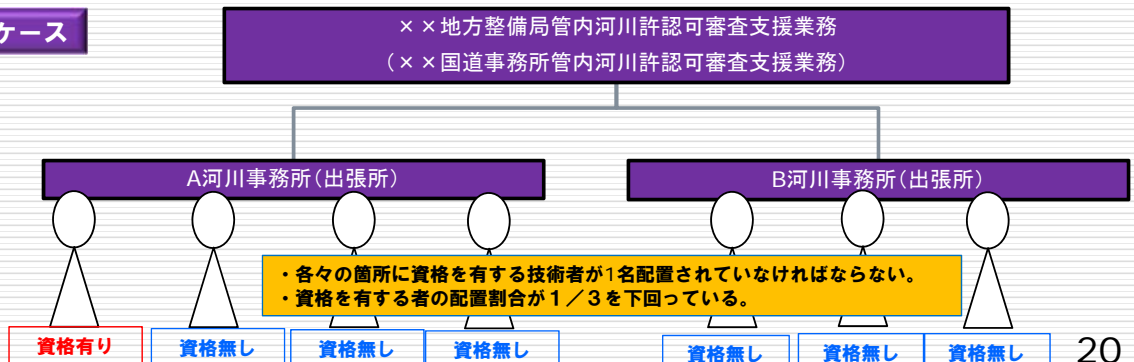 ケース
××地方整備局管内河川許認可審査支援業務
（××国道事務所管内河川許認可審査支援業務）
A河川事務所（出張所）
B河川事務所（出張所）
・各々の箇所に資格を有する技術者が1名配置されていなければならない。
・資格を有する者の配置割合が１／３を下回っている。
資格有り
資格無し
資格無し
資格無し
資格無し
資格無し
資格無し
20